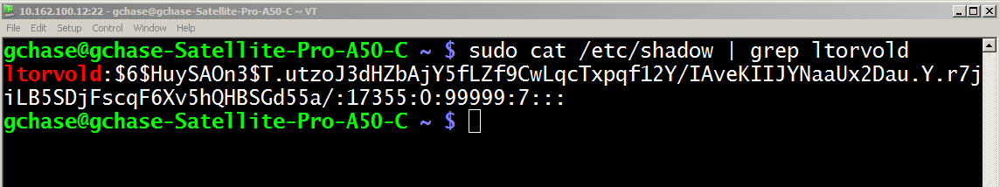 10.162.100.12:22 - gchase@gchase-Satellite-Pro-A50-C ~ VT
File Edit Setup Control Window Help
gchase@gchase-Satellite-Pro-A50-C ~ $ sudo cat /etc/shadow | grep ltorvold
ltorvold:$6$HuySAOn3$T.utzoJ3dHZbAjY5fLZf9CwLqcTxpqf12Y/IAveKIIJYNaaUx2Dau.Y.r7j
iLB5SDjFscqF6Xv5hQHBSGd55a/:17355:0:99999:7:::
gchase@gchase-Satellite-Pro-A50-C ~ $